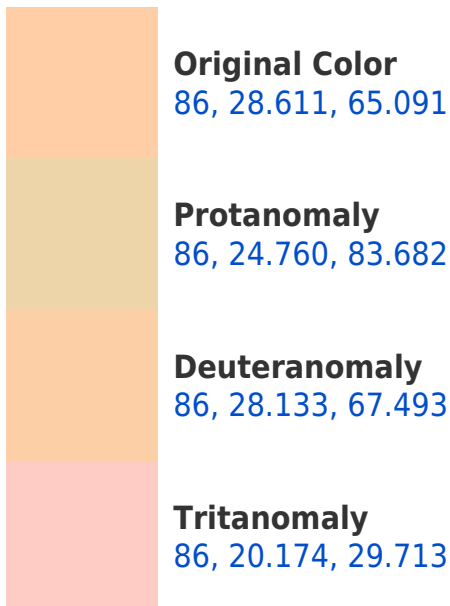 Original Color
86, 28.611, 65.091
Protanomaly
86, 24.760, 83.682
Deuteranomaly
86, 28.133, 67.493
Tritanomaly
86, 20.174, 29.713